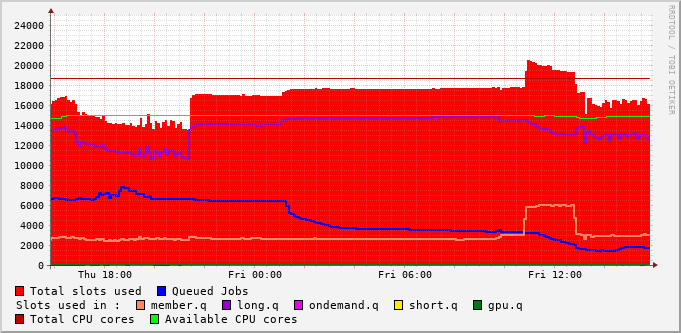 24000
22000
20000
18000
16000
14000
12000
10000
8000
6000
4000
2000
0
Thu 18:00 Fri 00:00 Fri 06:00 Fri 12:00
RRDTOOL / TOBI OETIKER
Total slots used Queued Jobs
Slots used in : member.q long.q ondemand.q short.q gpu.q
Total CPU cores Available CPU cores